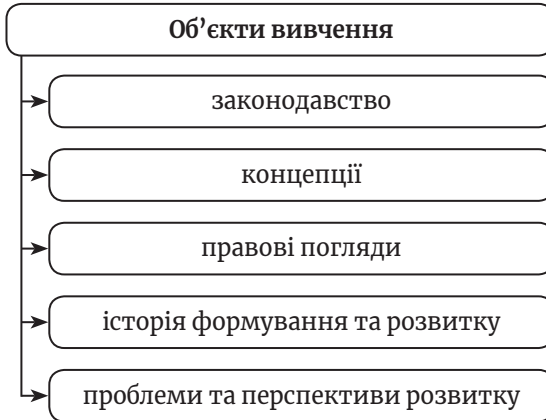 Об’єкти вивчення
законодавство
концепції
правові погляди
історія формування та розвитку
проблеми та перспективи розвитку